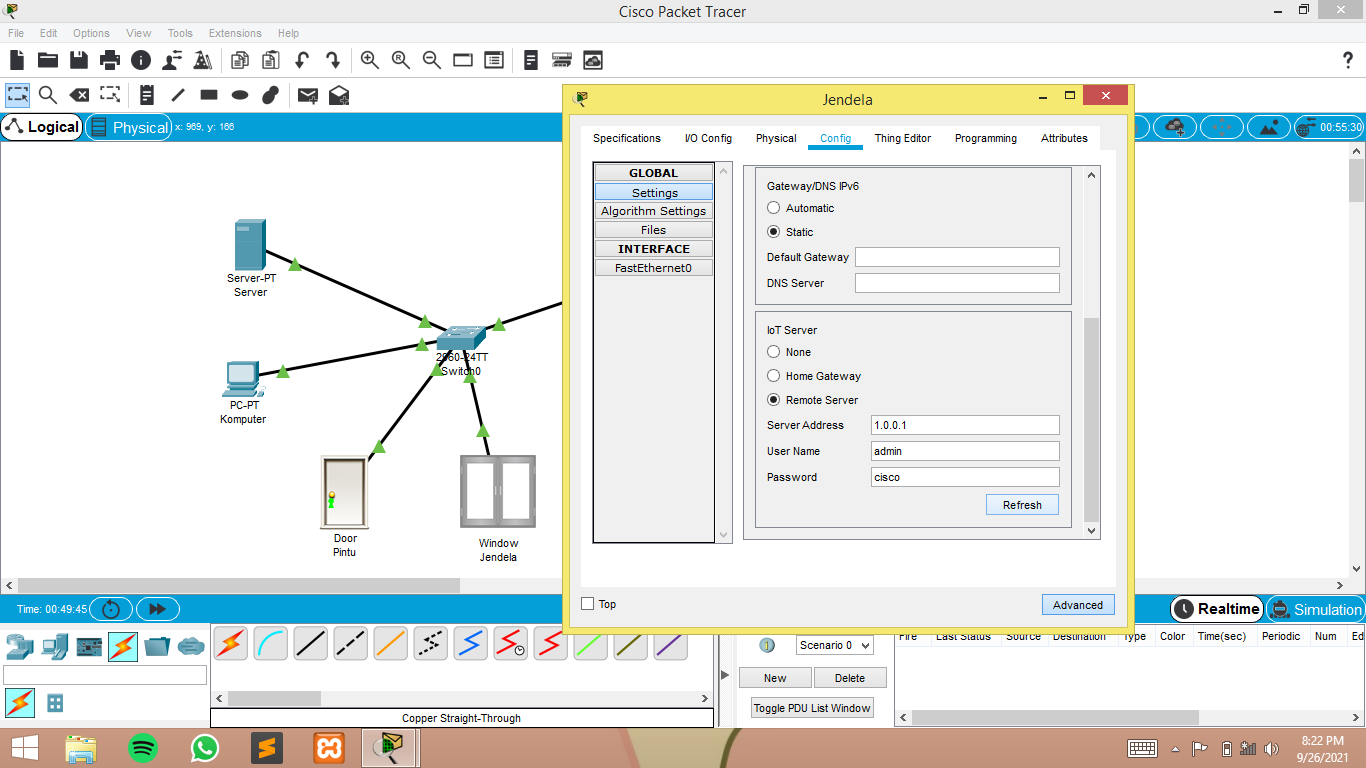 Cisco Packet Tracer
File Edit Options View Tools Extensions Help
Logical
Physical
x: 969, y: 166
00:55:30
Server-PT
Server
2960-24TT
Switch0
PC-PT
Komputer
Door
Pintu
Window
Jendela
Jendela
Specifications I/O Config Physical Config Thing Editor Programming Attributes
GLOBAL
Settings
Algorithm Settings
Files
INTERFACE
FastEthernet0
Gateway/DNS IPv6
Automatic
Static
Default Gateway
DNS Server
IoT Server
None
Home Gateway
Remote Server
Server Address 1.0.0.1
User Name admin
Password cisco
Refresh
Top
Advanced
Time: 00:49:45
Realtime
Simulation
Scenario 0
New Delete
Toggle PDU List Window
Fire Last Status Source Destination Type Color Time(sec) Periodic Num Ed
Copper Straight-Through
8:22 PM
9/26/2021